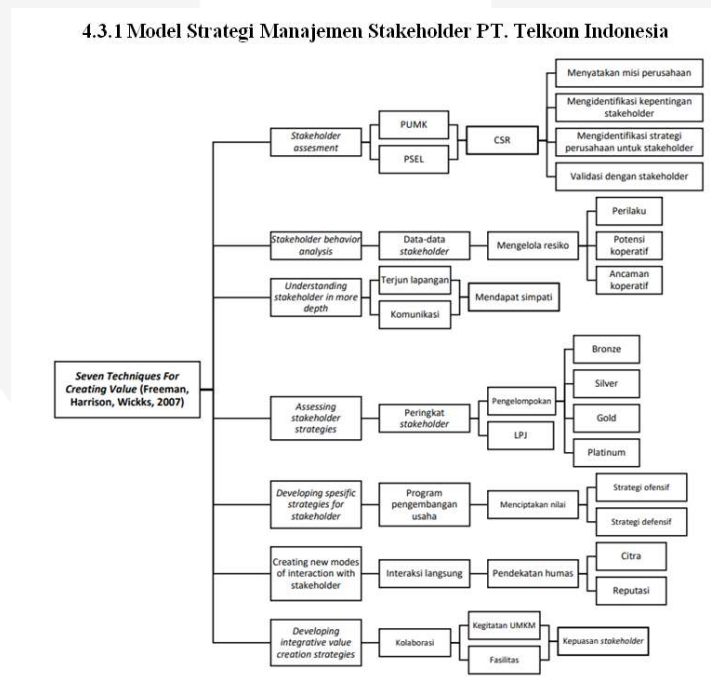 4.3.1 Model Strategi Manajemen Stakeholder PT. Telkom Indonesia
Seven Techniques For
Creating Value (Freeman,
Harrison, Wickks, 2007)
Stakeholder
assesment
PUMK
PSEL
CSR
Menyatakan misi perusahaan
Mengidentifikasi kepentingan
stakeholder
Mengidentifikasi strategi
perusahaan untuk stakeholder
Validasi dengan stakeholder
Stakeholder behavior
analysis
Data-data
stakeholder
Mengelola resiko
Perilaku
Potensi
koperatif
Ancaman
koperatif
Understanding
stakeholder in more
depth
Terjun lapangan
Komunikasi
Mendapat simpati
Assessing
stakeholder
strategies
Peringkat
stakeholder
Pengelompokan
LPJ
Bronze
Silver
Gold
Platinum
Developing spesific
strategies for
stakeholder
Program
pengembangan
usaha
Menciptakan nilai
Strategi ofensif
Strategi defensif
Creating new modes
of interaction with
stakeholder
Interaksi langsung
Pendekatan humas
Citra
Reputasi
Developing
integrative value
creation strategies
Kolaborasi
Kegitatan UMKM
Fasilitas
Kepuasan stakeholder